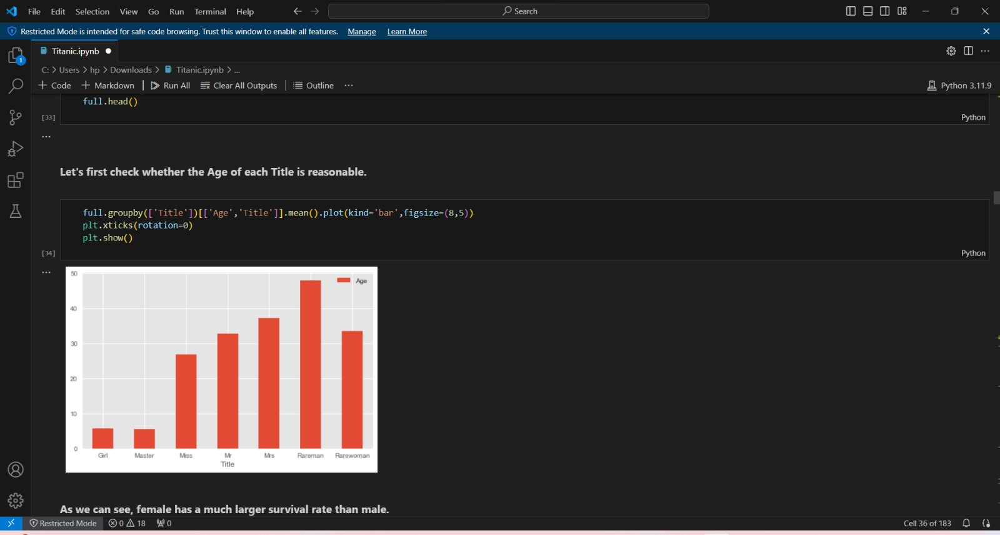 File Edit Selection View Go Run Terminal Help
Search
Restricted Mode is intended for safe code browsing. Trust this window to enable all features. Manage Learn More
1
Titanic.ipynb
C: > Users > hp > Downloads > Titanic.ipynb > ...
+ Code + Markdown Run All Clear All Outputs Outline ...
Python 3.11.9
full.head()
[33]
Python
...
Let's first check whether the Age of each Title is reasonable.
full.groupby(['Title'])[['Age','Title']].mean().plot(kind='bar',figsize=(8,5))
plt.xticks(rotation=0)
plt.show()
[34]
Python
...
50
Age
40
30
20
10
0
Girl Master Miss Mr Mrs Rareman Rarewoman
Title
As we can see, female has a much larger survival rate than male.
Restricted Mode 0 18 0
Cell 36 of 183